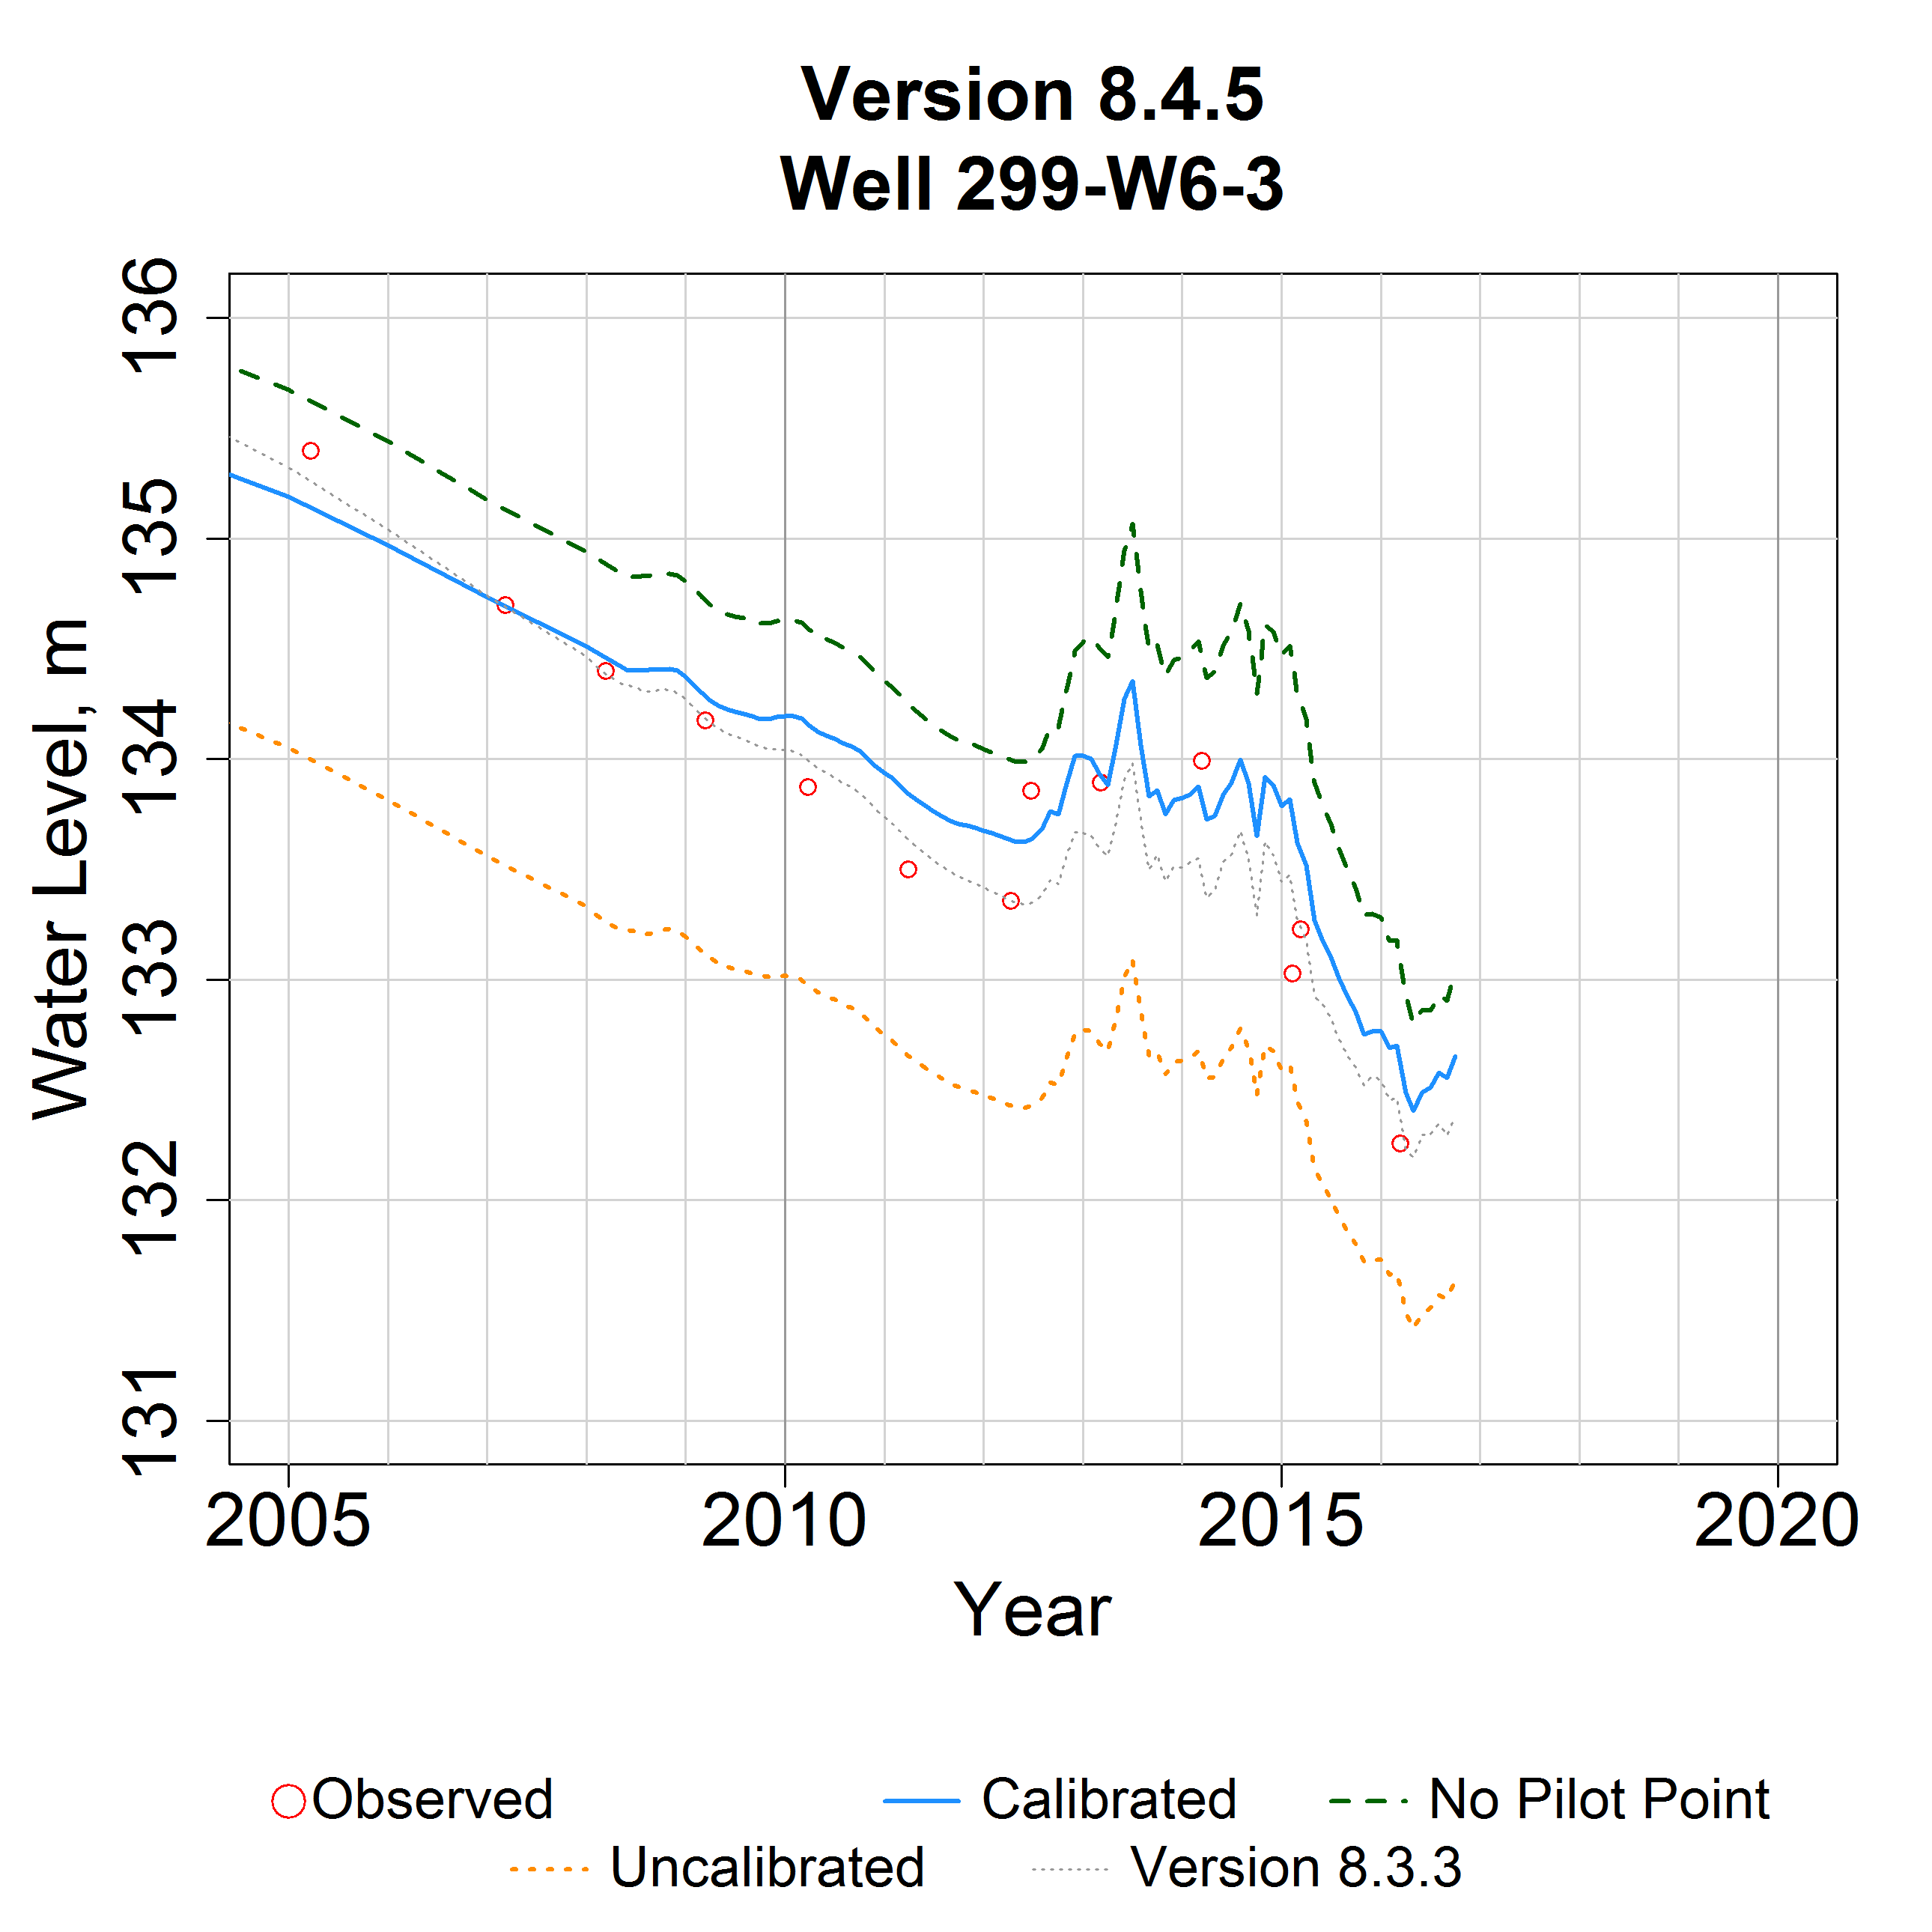 Version 8.4.5
Well 299-W6-3
136
135
134
133
132
131
Water Level, m
2005 2010 2015 2020
Year
Observed Calibrated No Pilot Point
Uncalibrated Version 8.3.3